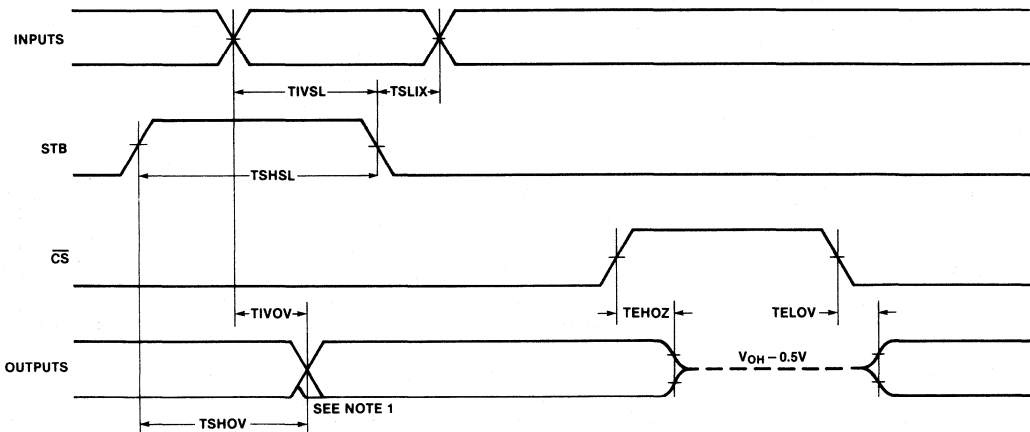 INPUTS
TIVSL
TSLIX
STB
TSHSL
CS
TIVOV
TEHOZ
TELOV
OUTPUTS
VOH – 0.5V
SEE NOTE 1
TSHOV